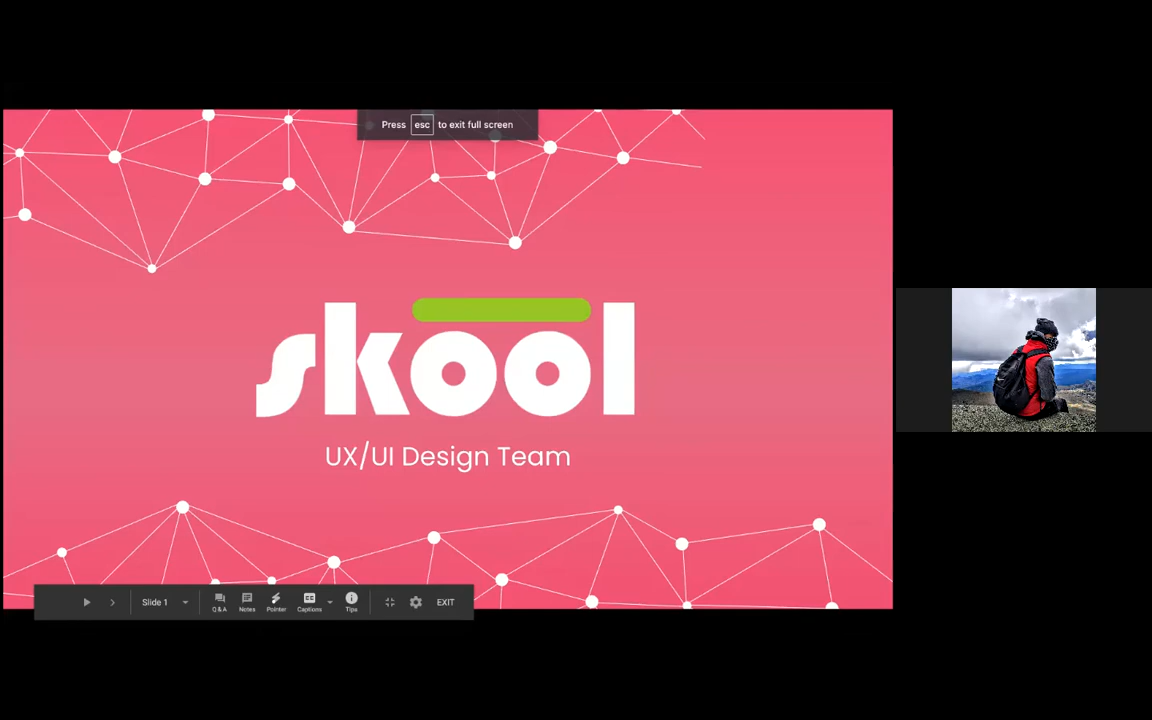 Press esc to exit full screen
skool
UX/UI Design Team
Slide 1
Q&A
Notes
Pointer
Captions
Tips
EXIT